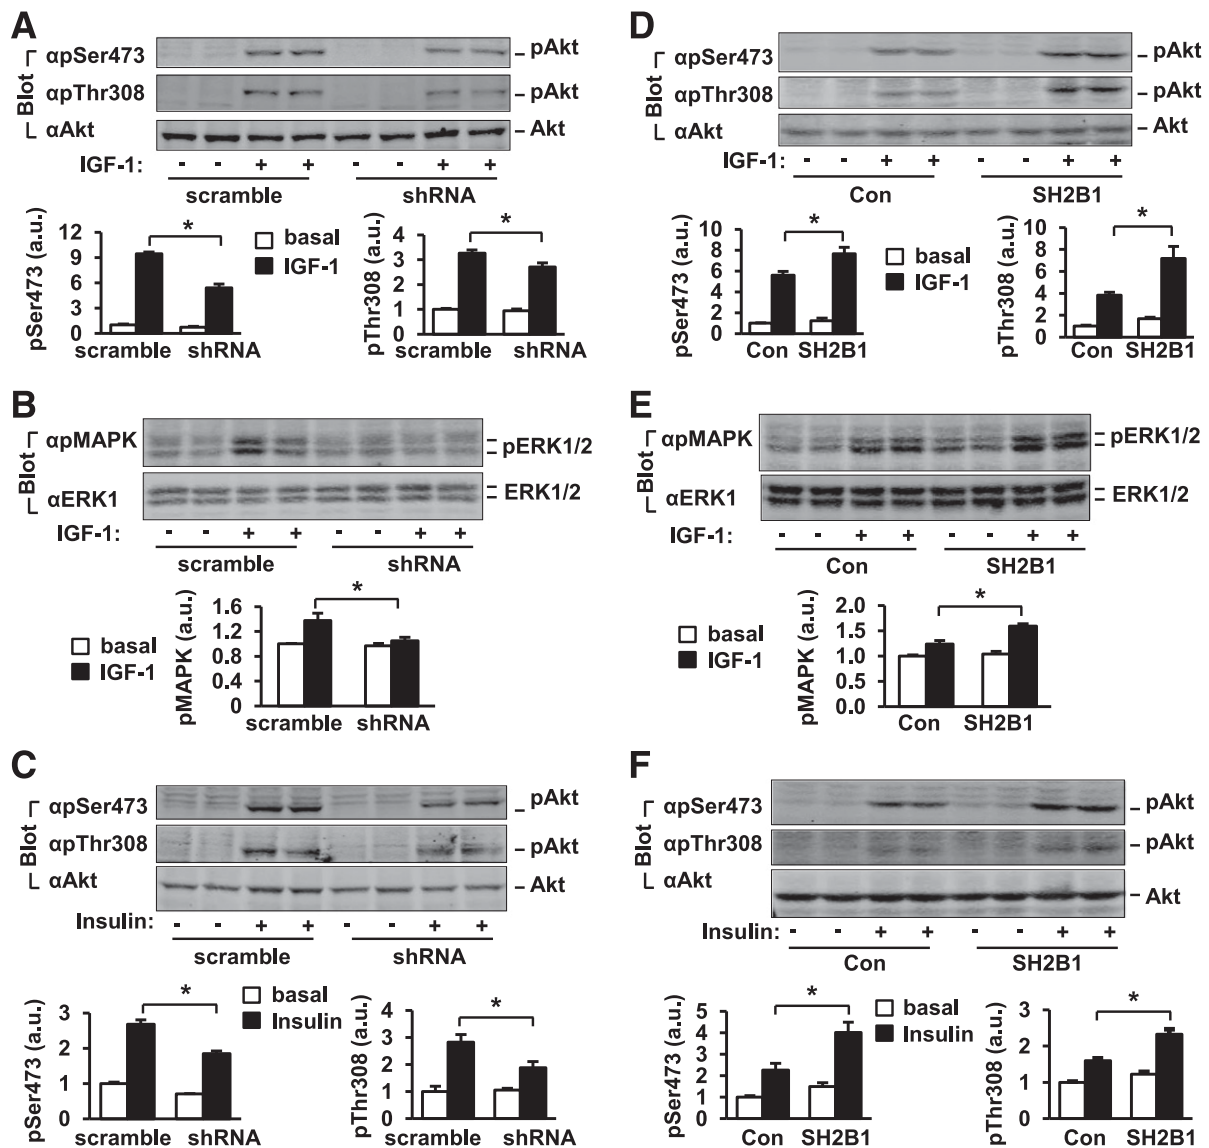 A
Blot
αpSer473
pAkt
αpThr308
pAkt
αAkt
Akt
IGF-1: - - + + - - + +
scramble shRNA
pSer473 (a.u.)
12
9
6
3
0
scramble shRNA
*
basal
IGF-1
pThr308 (a.u.)
4
3
2
1
0
scramble shRNA
*
B
Blot
αpMAPK
pERK1/2
αERK1
ERK1/2
IGF-1: - - + + - - + +
scramble shRNA
basal
IGF-1
pMAPK (a.u.)
1.6
1.2
0.8
0.4
0
scramble shRNA
*
C
Blot
αpSer473
pAkt
αpThr308
pAkt
αAkt
Akt
Insulin: - - + + - - + +
scramble shRNA
pSer473 (a.u.)
3
2
1
0
scramble shRNA
*
basal
Insulin
pThr308 (a.u.)
4
3
2
1
0
scramble shRNA
*
D
Blot
αpSer473
pAkt
αpThr308
pAkt
αAkt
Akt
IGF-1: - - + + - - + +
Con SH2B1
pSer473 (a.u.)
10
8
6
4
2
0
Con SH2B1
*
basal
IGF-1
pThr308 (a.u.)
10
8
6
4
2
0
Con SH2B1
*
E
Blot
αpMAPK
pERK1/2
αERK1
ERK1/2
IGF-1: - - + + - - + +
Con SH2B1
basal
IGF-1
pMAPK (a.u.)
2.0
1.5
1.0
0.5
0.0
Con SH2B1
*
F
Blot
αpSer473
pAkt
αpThr308
pAkt
αAkt
Akt
Insulin: - - + + - - + +
Con SH2B1
pSer473 (a.u.)
5
4
3
2
1
0
Con SH2B1
*
basal
Insulin
pThr308 (a.u.)
3
2
1
0
Con SH2B1
*